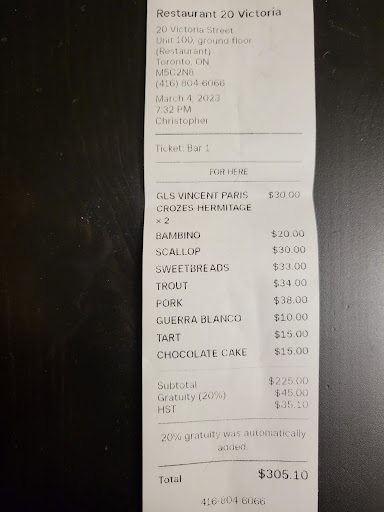 Restaurant 20 Victoria
20 Victoria Street
Unit 100, ground floor
(Restaurant)
Toronto, ON
M5C2N8
(416) 804-6066
March 4, 2023
7:32 PM
Christopher
Ticket: Bar 1
FOR HERE
GLS VINCENT PARIS $30.00
CROZES HERMITAGE
× 2
BAMBINO $20.00
SCALLOP $30.00
SWEETBREADS $33.00
TROUT $34.00
PORK $38.00
GUERRA BLANCO $10.00
TART $15.00
CHOCOLATE CAKE $15.00
Subtotal $225.00
Gratuity (20%) $45.00
HST $35.10
20% gratuity was automatically
added.
Total $305.10
416-804-6066